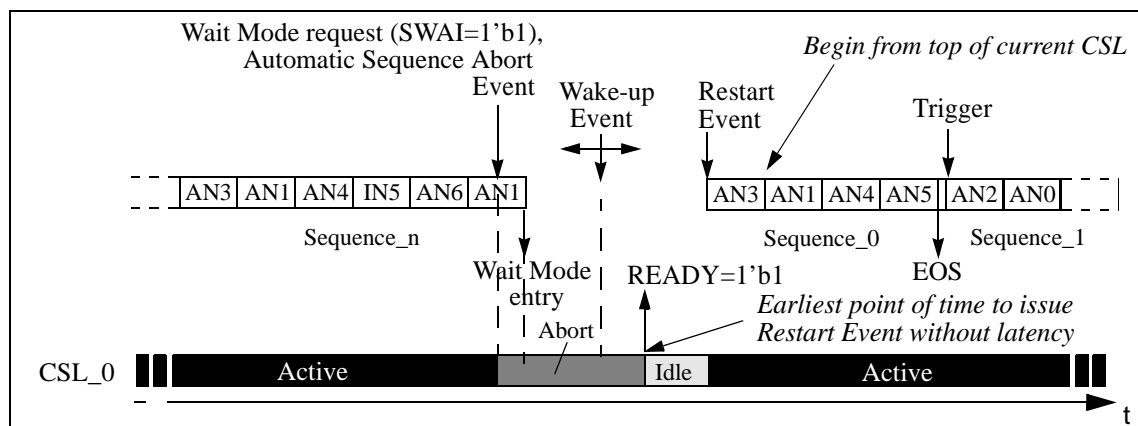 Wait Mode request (SWAI=1’b1),
Automatic Sequence Abort
Event
Wake-up
Event
Restart
Event
Begin from top of current CSL
Trigger
AN3 AN1 AN4 IN5 AN6 AN1
AN3 AN1 AN4 AN5 AN2 AN0
Sequence_n
Sequence_0
Sequence_1
Wait Mode
entry
EOS
READY=1’b1
Earliest point of time to issue
Restart Event without latency
Abort
CSL_0
Active
Idle
Active
t